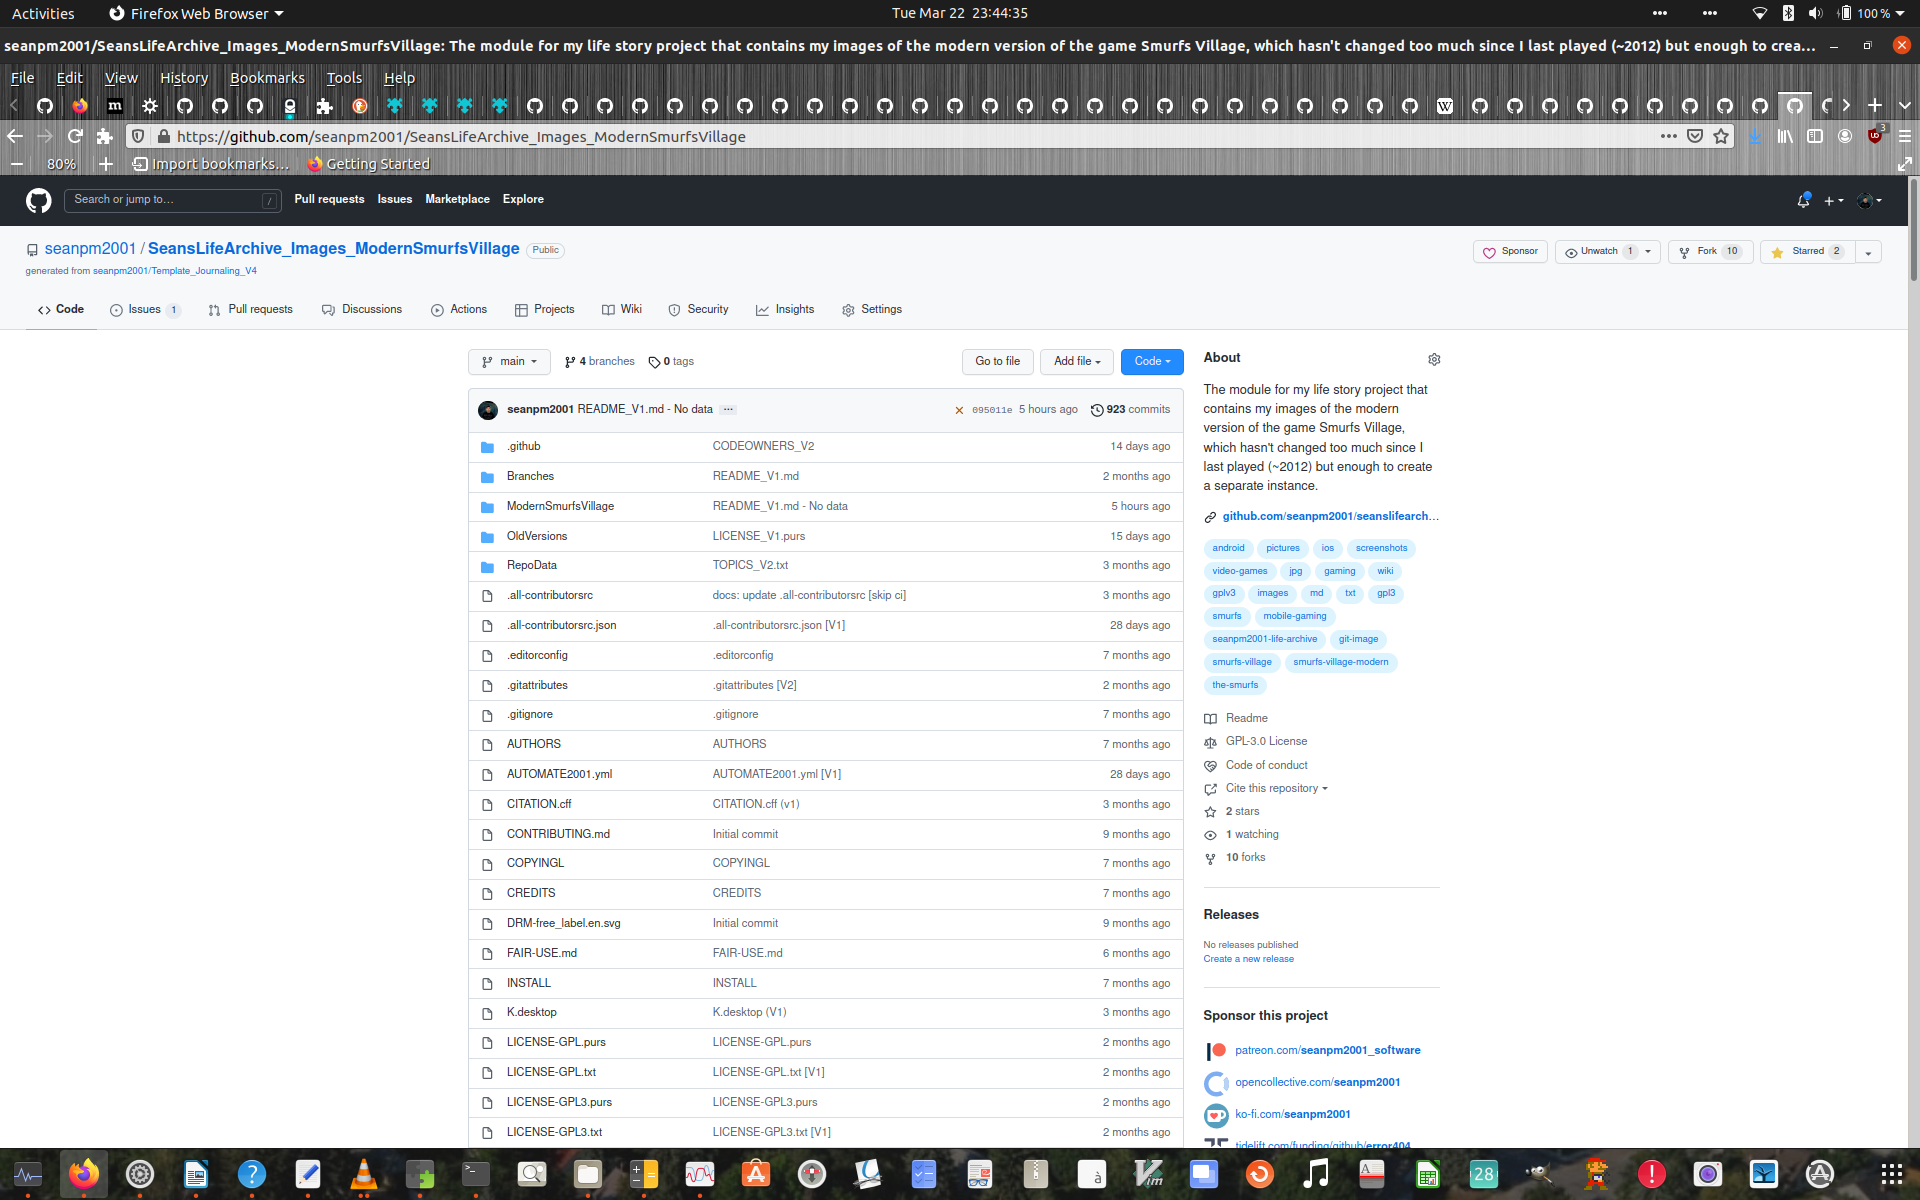 Activities
Firefox Web Browser
Tue Mar 22 23:44:35
100 %
seanpm2001/SeansLifeArchive_Images_ModernSmurfsVillage: The module for my life story project that contains my images of the modern version of the game Smurfs Village, which hasn't changed too much since I last played (~2012) but enough to crea…
File Edit View History Bookmarks Tools Help
https://github.com/seanpm2001/SeansLifeArchive_Images_ModernSmurfsVillage
3
80% Import bookmarks… Getting Started
Search or jump to… /
Pull requests Issues Marketplace Explore
seanpm2001 / SeansLifeArchive_Images_ModernSmurfsVillage Public
Sponsor Unwatch 1 Fork 10 Starred 2
generated from seanpm2001/Template_Journaling_V4
Code Issues 1 Pull requests Discussions Actions Projects Wiki Security Insights Settings
main 4 branches 0 tags Go to file Add file Code
seanpm2001 README_V1.md - No data ... 095011e 5 hours ago 923 commits
.github CODEOWNERS_V2 14 days ago
Branches README_V1.md 2 months ago
ModernSmurfsVillage README_V1.md - No data 5 hours ago
OldVersions LICENSE_V1.purs 15 days ago
RepoData TOPICS_V2.txt 3 months ago
.all-contributorsrc docs: update .all-contributorsrc [skip ci] 3 months ago
.all-contributorsrc.json .all-contributorsrc.json [V1] 28 days ago
.editorconfig .editorconfig 7 months ago
.gitattributes .gitattributes [V2] 2 months ago
.gitignore .gitignore 7 months ago
AUTHORS AUTHORS 7 months ago
AUTOMATE2001.yml AUTOMATE2001.yml [V1] 28 days ago
CITATION.cff CITATION.cff (v1) 3 months ago
CONTRIBUTING.md Initial commit 9 months ago
COPYINGL COPYINGL 7 months ago
CREDITS CREDITS 7 months ago
DRM-free_label.en.svg Initial commit 9 months ago
FAIR-USE.md FAIR-USE.md 6 months ago
INSTALL INSTALL 7 months ago
K.desktop K.desktop (V1) 3 months ago
LICENSE-GPL.purs LICENSE-GPL.purs 2 months ago
LICENSE-GPL.txt LICENSE-GPL.txt [V1] 2 months ago
LICENSE-GPL3.purs LICENSE-GPL3.purs 2 months ago
LICENSE-GPL3.txt LICENSE-GPL3.txt [V1] 2 months ago
About
The module for my life story project that
contains my images of the modern
version of the game Smurfs Village,
which hasn't changed too much since I
last played (~2012) but enough to create
a separate instance.
github.com/seanpm2001/seanslifearch…
android pictures ios screenshots
video-games jpg gaming wiki
gplv3 images md txt gpl3
smurfs mobile-gaming
seanpm2001-life-archive git-image
smurfs-village smurfs-village-modern
the-smurfs
Readme
GPL-3.0 License
Code of conduct
Cite this repository
2 stars
1 watching
10 forks
Releases
No releases published
Create a new release
Sponsor this project
patreon.com/seanpm2001_software
opencollective.com/seanpm2001
ko-fi.com/seanpm2001
tidelift.com/funding/github/error404
28